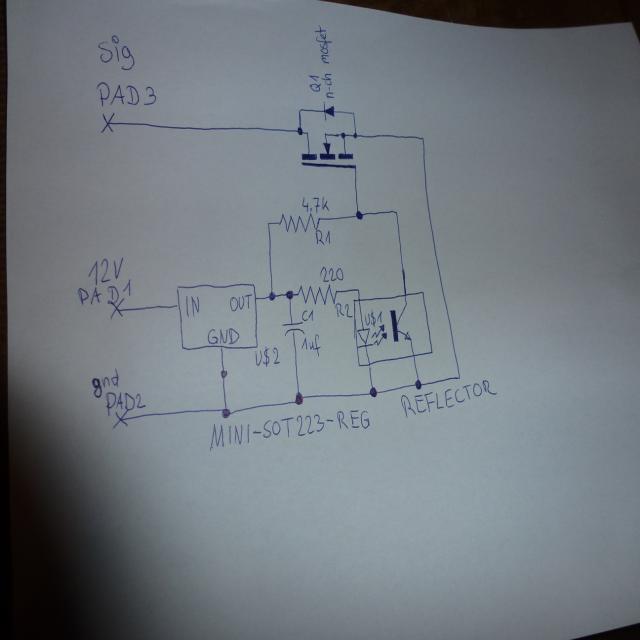 Sig
PAD3
Q1
n-ch mosfet
4,7k
R1
12V
PAD1
IN OUT
GND
U$2
220
R2
C1
1uf
U$1
gnd
PAD2
MINI-SOT223-REG
REFLECTOR